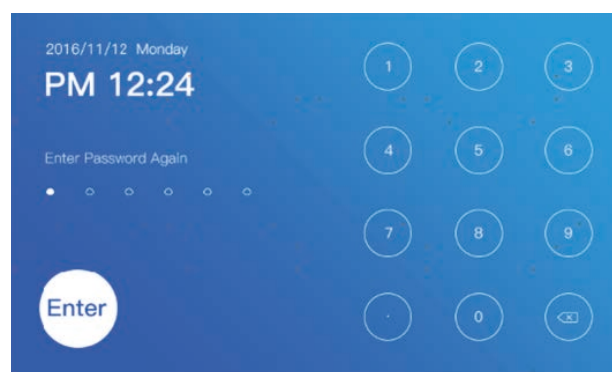 2016/11/12 Monday
PM 12:24
Enter Password Again
Enter
1 2 3
4 5 6
7 8 9
. 0